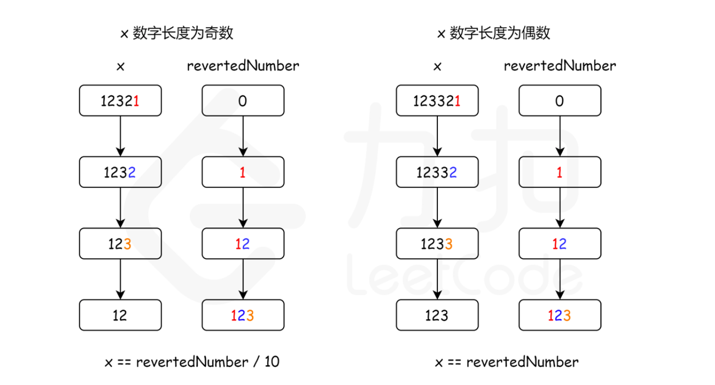 x 数字长度为奇数
x revertedNumber
12321 0
1232 1
123 12
12 123
x == revertedNumber / 10
x 数字长度为偶数
x revertedNumber
123321 0
12332 1
1233 12
123 123
x == revertedNumber
力扣
LeetCode